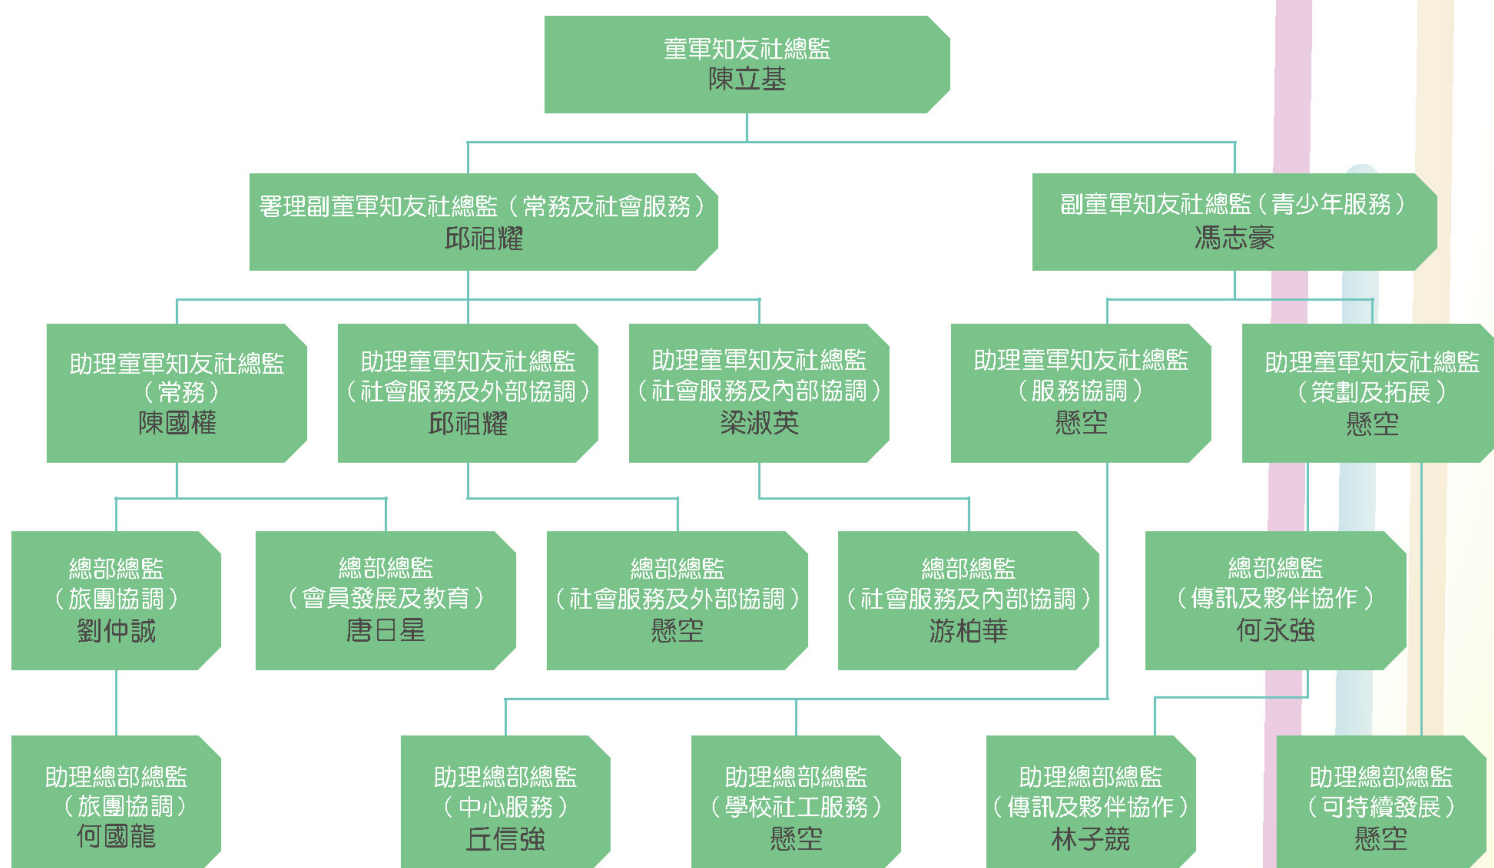 童軍知友社總監
陳立基
署理副童軍知友社總監（常務及社會服務）
邱祖耀
副童軍知友社總監（青少年服務）
馮志豪
助理童軍知友社總監
（常務）
陳國權
助理童軍知友社總監
（社會服務及外部協調）
邱祖耀
助理童軍知友社總監
（社會服務及內部協調）
梁淑英
助理童軍知友社總監
（服務協調）
懸空
助理童軍知友社總監
（策劃及拓展）
懸空
總部總監
（旅團協調）
劉仲誠
總部總監
（會員發展及教育）
唐日星
總部總監
（社會服務及外部協調）
懸空
總部總監
（社會服務及內部協調）
游柏華
總部總監
（傳訊及夥伴協作）
何永強
助理總部總監
（旅團協調）
何國龍
助理總部總監
（中心服務）
丘信強
助理總部總監
（學校社工服務）
懸空
助理總部總監
（傳訊及夥伴協作）
林子競
助理總部總監
（可持續發展）
懸空